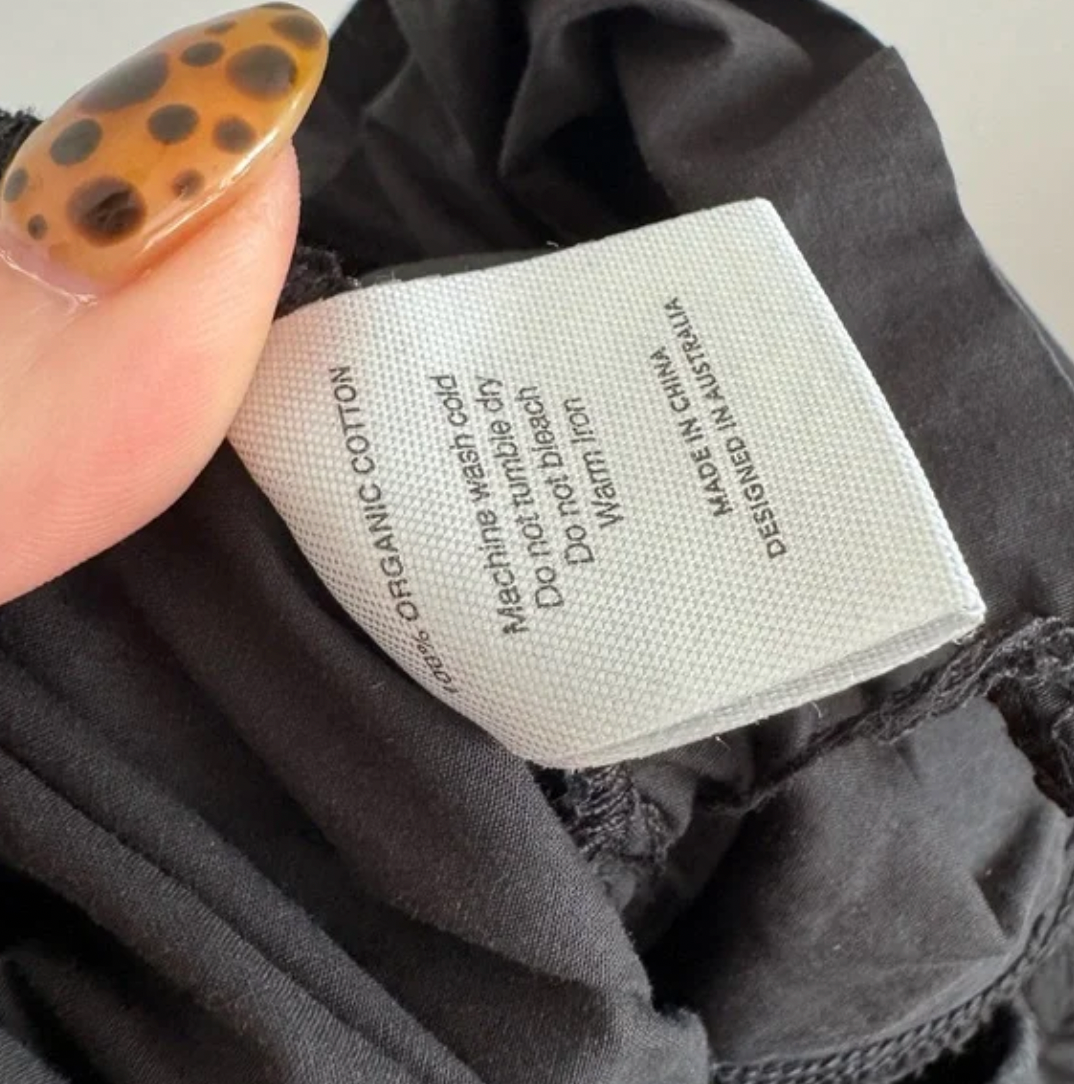 100% ORGANIC COTTON
Machine wash cold
Do not tumble dry
Do not bleach
Warm Iron
MADE IN CHINA
DESIGNED IN AUSTRALIA